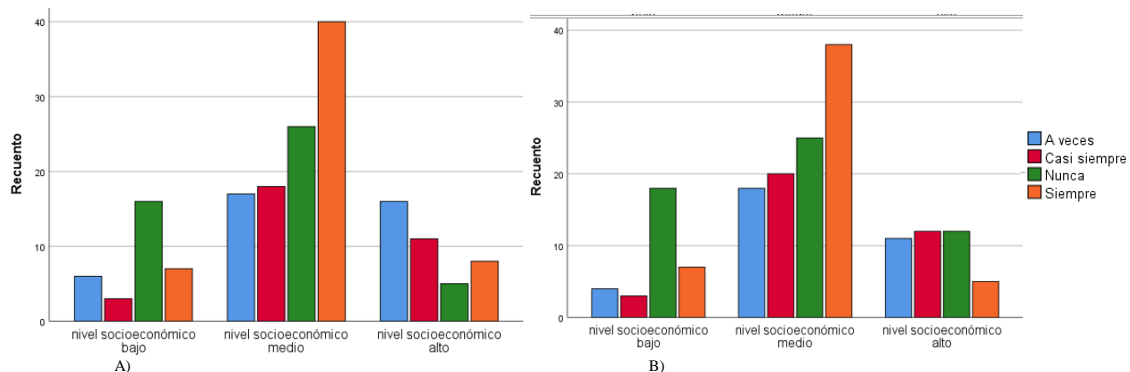 40
30
20
10
0
Recuento
nivel socioeconómico
bajo
nivel socioeconómico
medio
nivel socioeconómico
alto
A)
40
30
20
10
0
Recuento
nivel socioeconómico
bajo
nivel socioeconómico
medio
nivel socioeconómico
alto
B)
A veces
Casi siempre
Nunca
Siempre